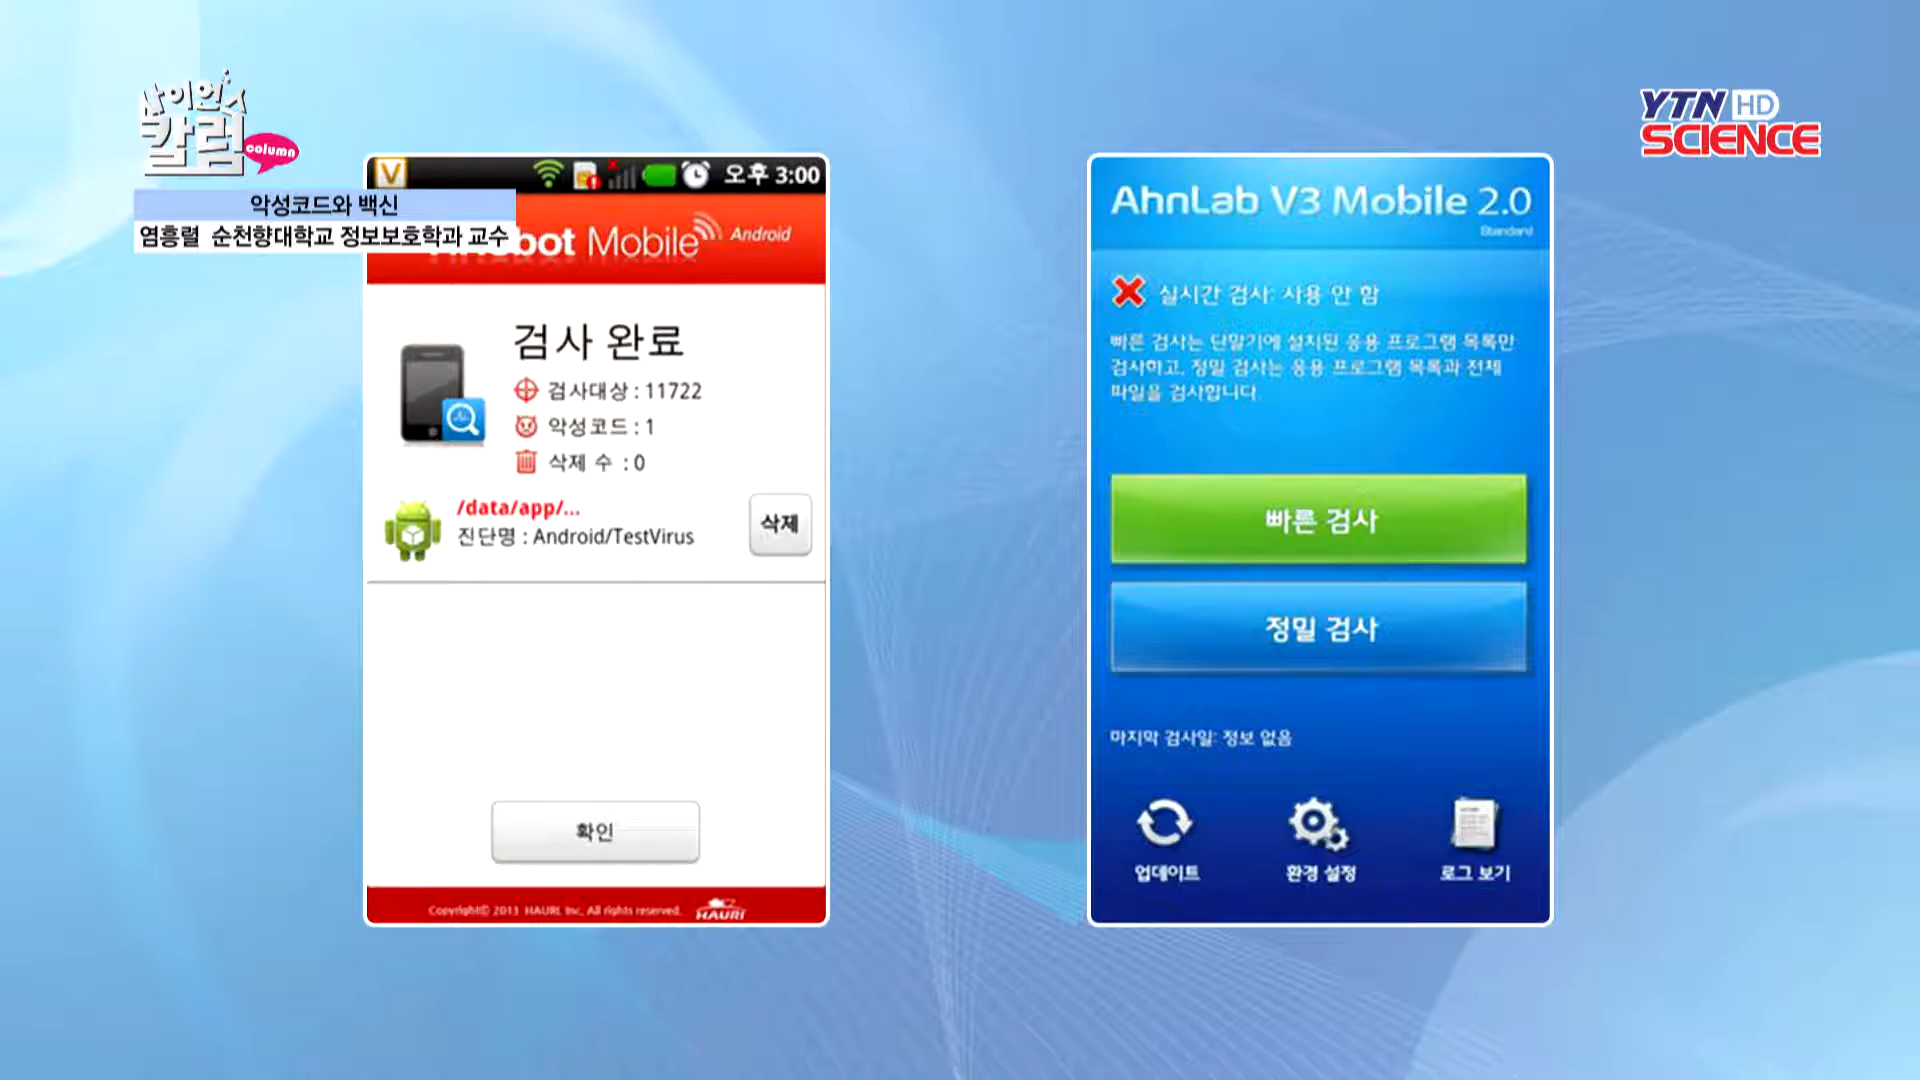 사이언스
칼럼
column
악성코드와 백신
염흥렬 순천향대학교 정보보호학과 교수
YTN HD
SCIENCE
V
오후 3:00
Mobile Android
검사 완료
검사대상 : 11722
악성코드 : 1
삭제 수 : 0
/data/app/...
진단명 : Android/TestVirus
삭제
확인
Copyright© 2013 HAURI, Inc. All rights reserved. HAURI
AhnLab V3 Mobile 2.0
Standard
실시간 검사: 사용 안 함
빠른 검사는 단말기에 설치된 응용 프로그램 목록만
검사하고, 정밀 검사는 응용 프로그램 목록과 전체
파일을 검사합니다.
빠른 검사
정밀 검사
마지막 검사일: 정보 없음
업데이트
환경 설정
로그 보기